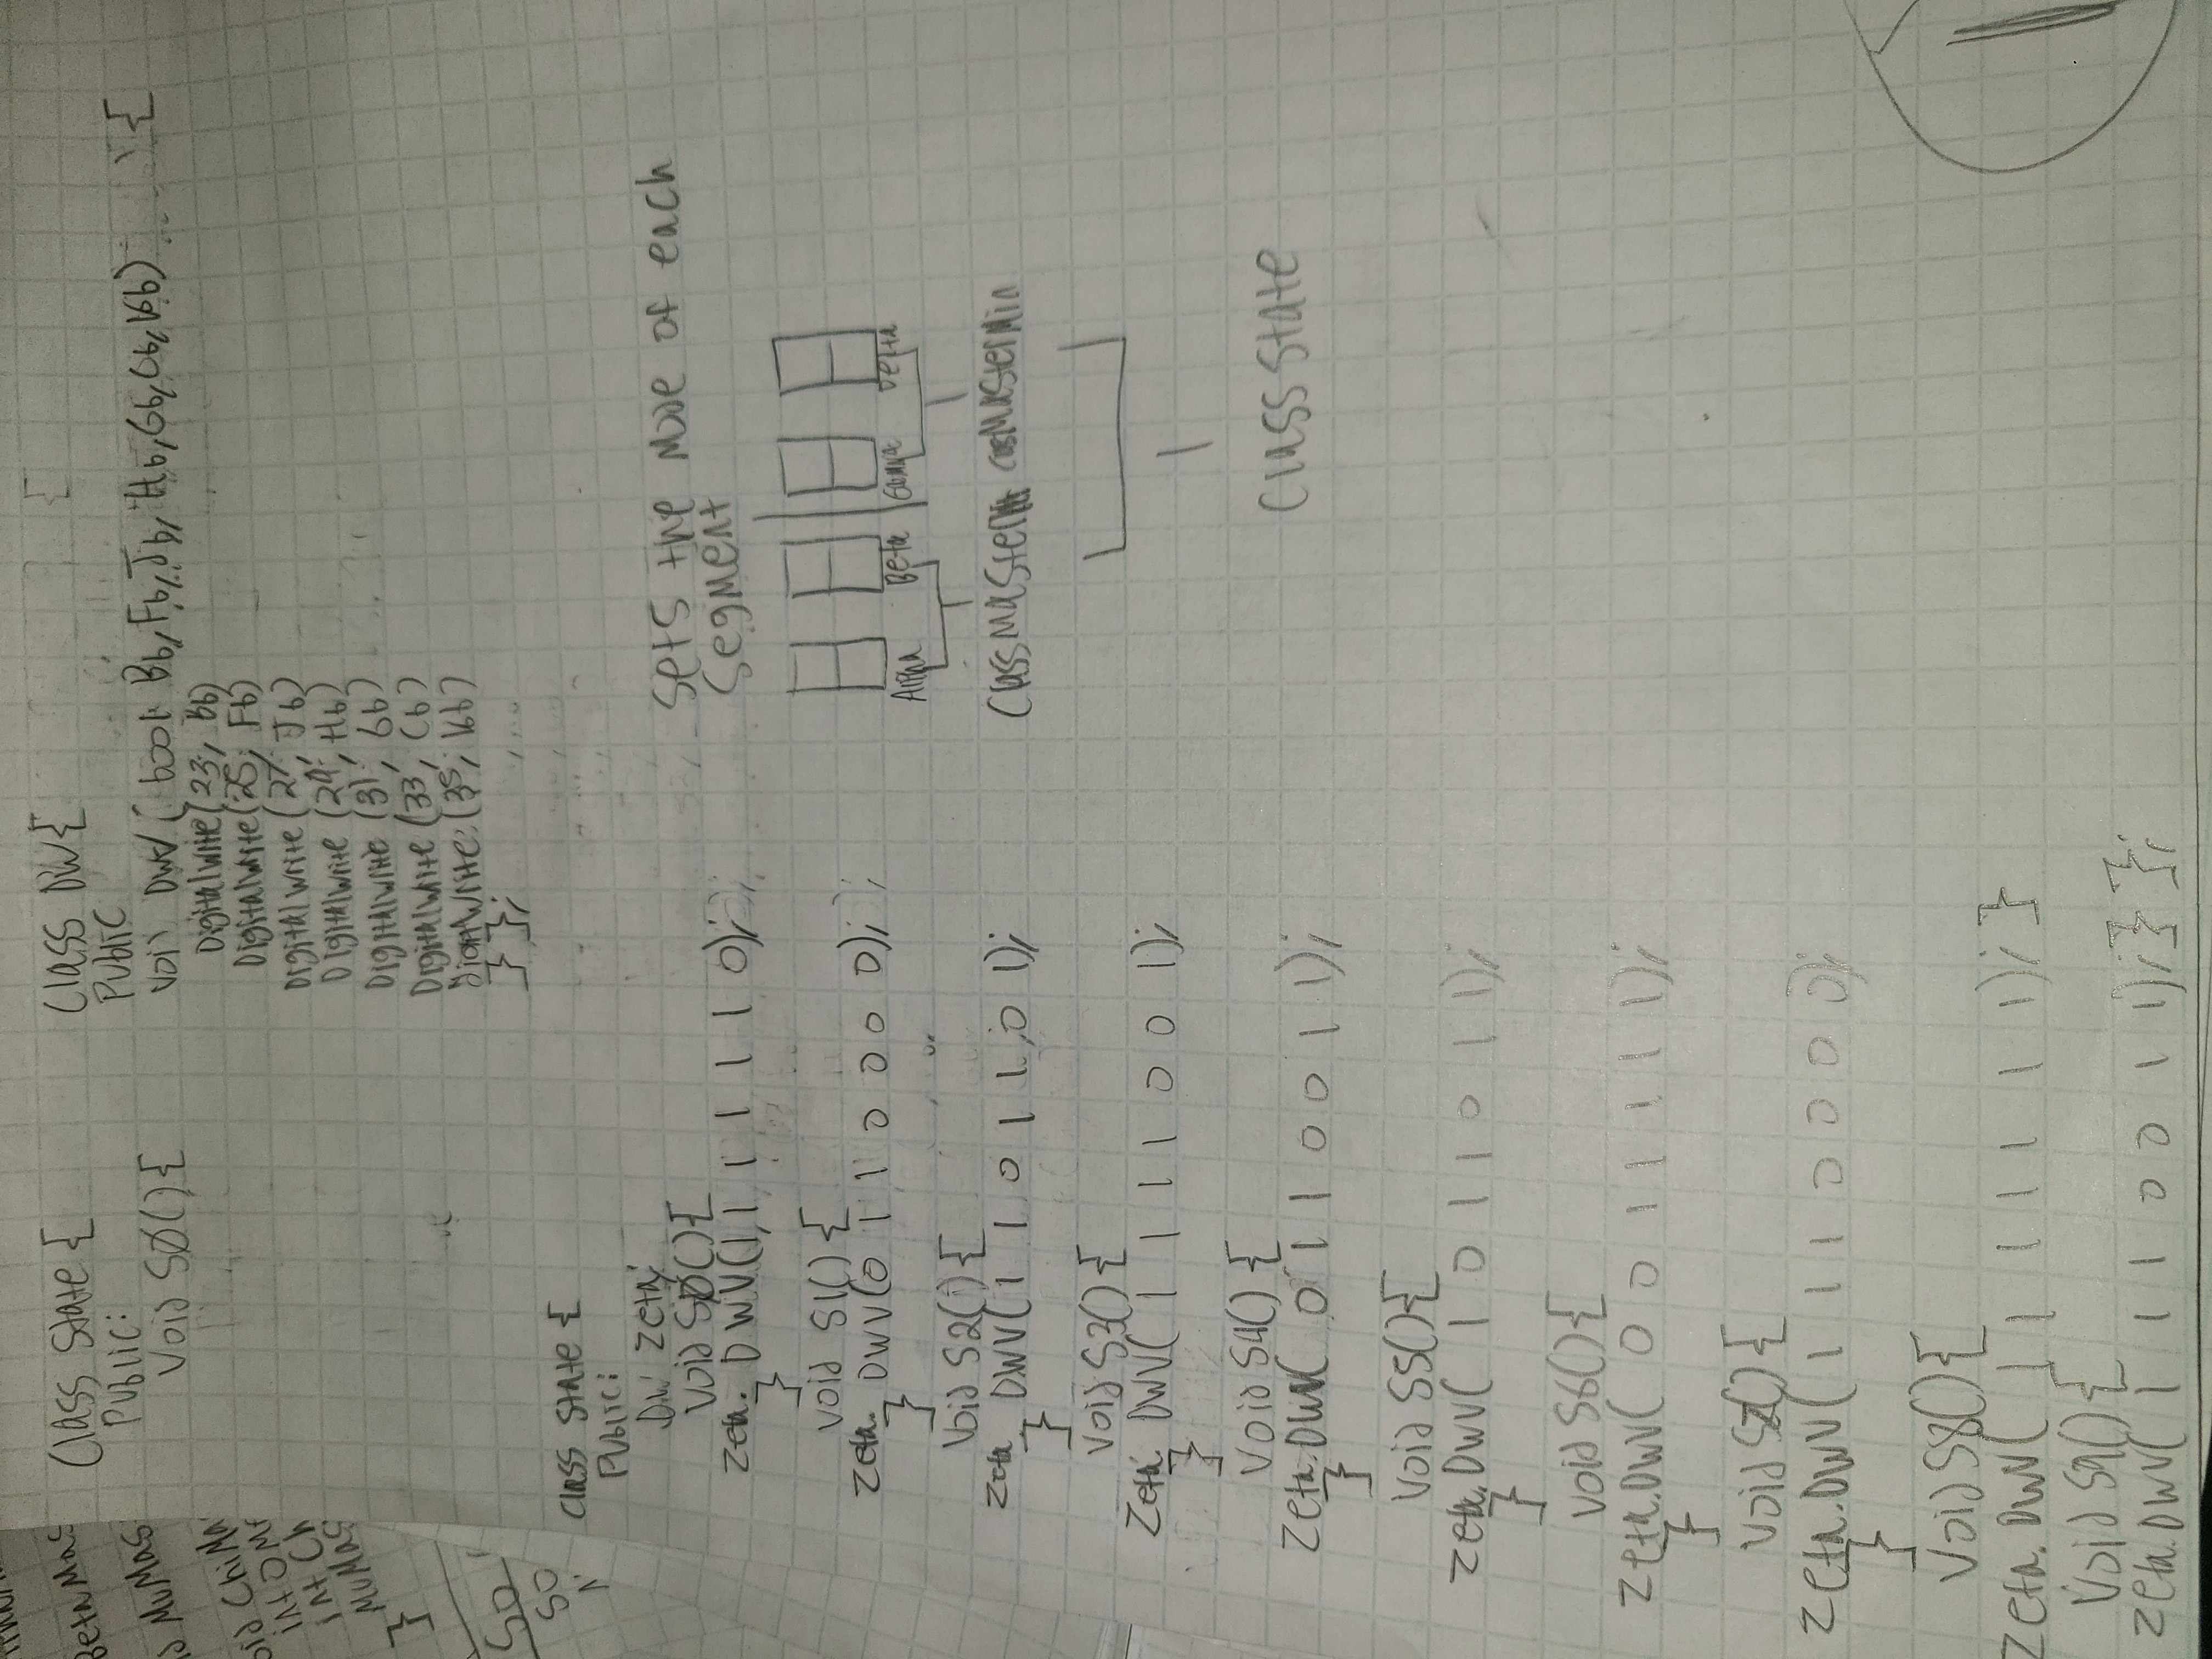 BetaMas
MuMas
oid ChiMa
int OM
int Ch
MuMas
}
S0
S0
Class State {
Public:
Void SØ(){
Class DW{
Public
Void DWV ( bool Bb, Fb, Jb, Hb, Gb, Cb, Kb) {
Digitalwrite(23, Bb)
Digitalwrite(25, Fb)
Digitalwrite(27, Jb)
Digitalwrite(29, Hb)
Digitalwrite(31, Gb)
Digitalwrite(33, Cb)
(35, Kb)
} };
Class State {
Public:
DW Zeta;
Void SØ(){
Zeta. DWV(1, 1 1 1 1 1 0);
}
Void S1() {
Zeta. DWV(0 1 1 0 0 0 0);
}
Void S2() {
Zeta DWV(1 1 0 1 1 0 1);
}
Void S3() {
Zeta. DWV( 1 1 1 1 0 0 1);
}
Void S4() {
Zeta.DWV( 0 1 1 0 0 1 1);
}
Void S5(){
Zeta.DWV( 1 0 1 1 0 1 1);
}
Void S6(){
Zeta.DWV( 0 0 1 1 1 1 1);
}
Void S7() {
Zeta.DWV( 1 1 1 0 0 0 0);
}
Void S8(){
Zeta. DWV( 1 1 1 1 1 1 1); }
Void S9(){
Zeta.DWV( 1 1 1 0 0 1 1);} };
Sets the Mode of each
Segment
Alpha Beta Gamma Delta
ClassMaster ClassMasterMin
Class State